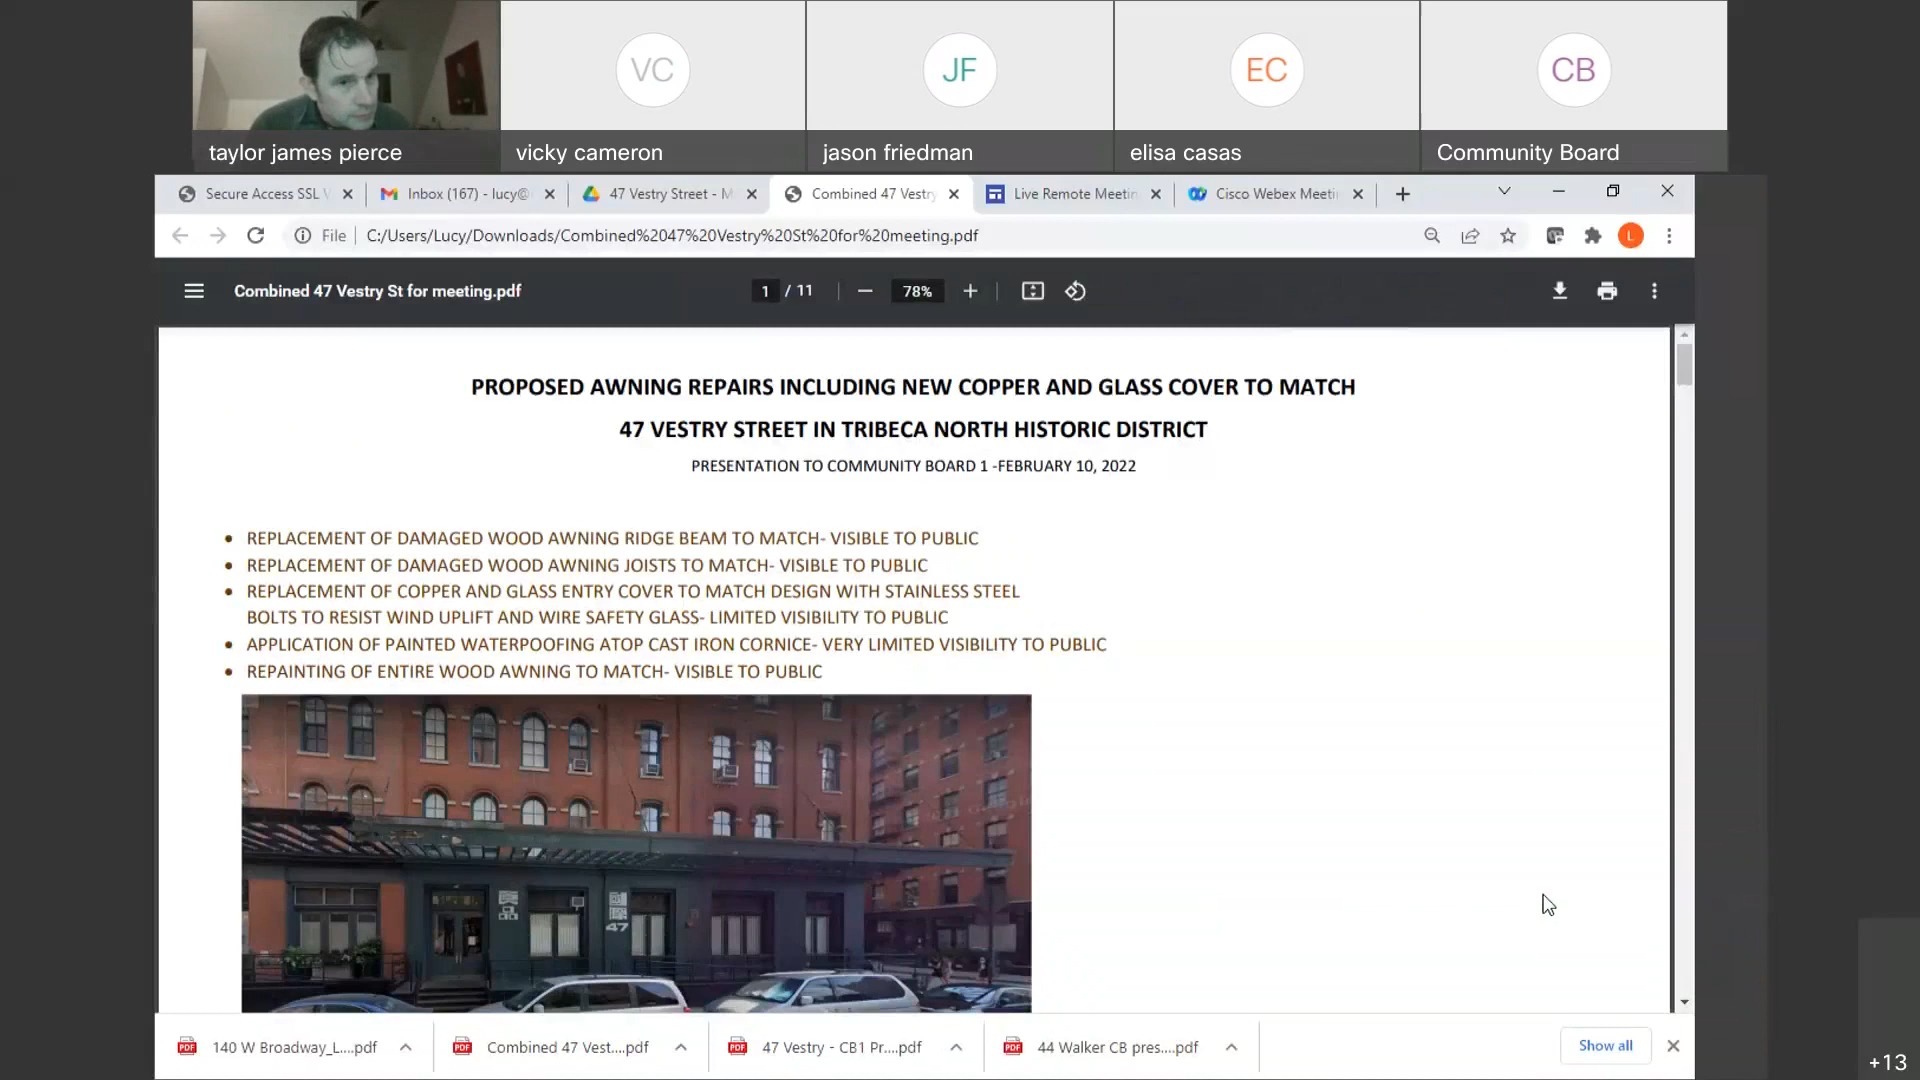 VC
JF
EC
CB
taylor james pierce
vicky cameron
jason friedman
elisa casas
Community Board
Secure Access SSL
Inbox (167) - lucy@
47 Vestry Street - M
Combined 47 Vestry
Live Remote Meetin
Cisco Webex Meeti
File
C:/Users/Lucy/Downloads/Combined%2047%20Vestry%20St%20for%20meeting.pdf
L
Combined 47 Vestry St for meeting.pdf
1 / 11
78%
PROPOSED AWNING REPAIRS INCLUDING NEW COPPER AND GLASS COVER TO MATCH
47 VESTRY STREET IN TRIBECA NORTH HISTORIC DISTRICT
PRESENTATION TO COMMUNITY BOARD 1 -FEBRUARY 10, 2022
• REPLACEMENT OF DAMAGED WOOD AWNING RIDGE BEAM TO MATCH- VISIBLE TO PUBLIC
• REPLACEMENT OF DAMAGED WOOD AWNING JOISTS TO MATCH- VISIBLE TO PUBLIC
• REPLACEMENT OF COPPER AND GLASS ENTRY COVER TO MATCH DESIGN WITH STAINLESS STEEL
BOLTS TO RESIST WIND UPLIFT AND WIRE SAFETY GLASS- LIMITED VISIBILITY TO PUBLIC
• APPLICATION OF PAINTED WATERPOOFING ATOP CAST IRON CORNICE- VERY LIMITED VISIBILITY TO PUBLIC
• REPAINTING OF ENTIRE WOOD AWNING TO MATCH- VISIBLE TO PUBLIC
47
PDF
140 W Broadway_L....pdf
PDF
Combined 47 Vest....pdf
PDF
47 Vestry - CB1 Pr....pdf
PDF
44 Walker CB pres....pdf
Show all
+13